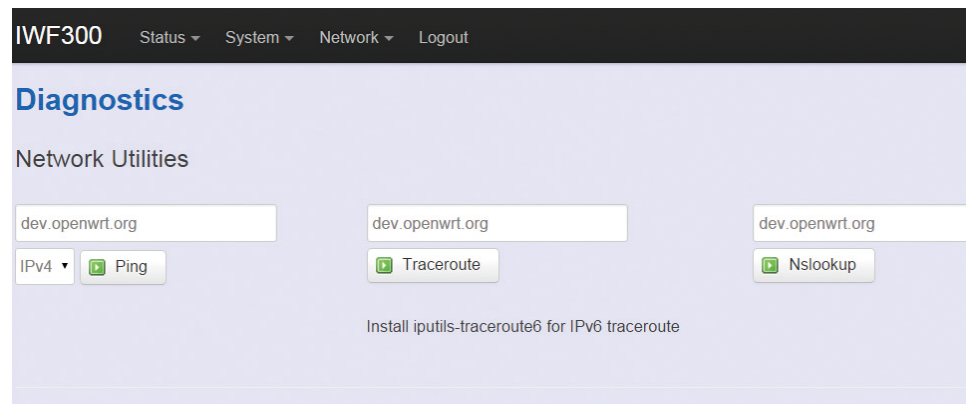 IWF300 Status System Network Logout
Diagnostics
Network Utilities
dev.openwrt.org dev.openwrt.org dev.openwrt.org
IPv4 Ping Traceroute Nslookup
Install iputils-traceroute6 for IPv6 traceroute